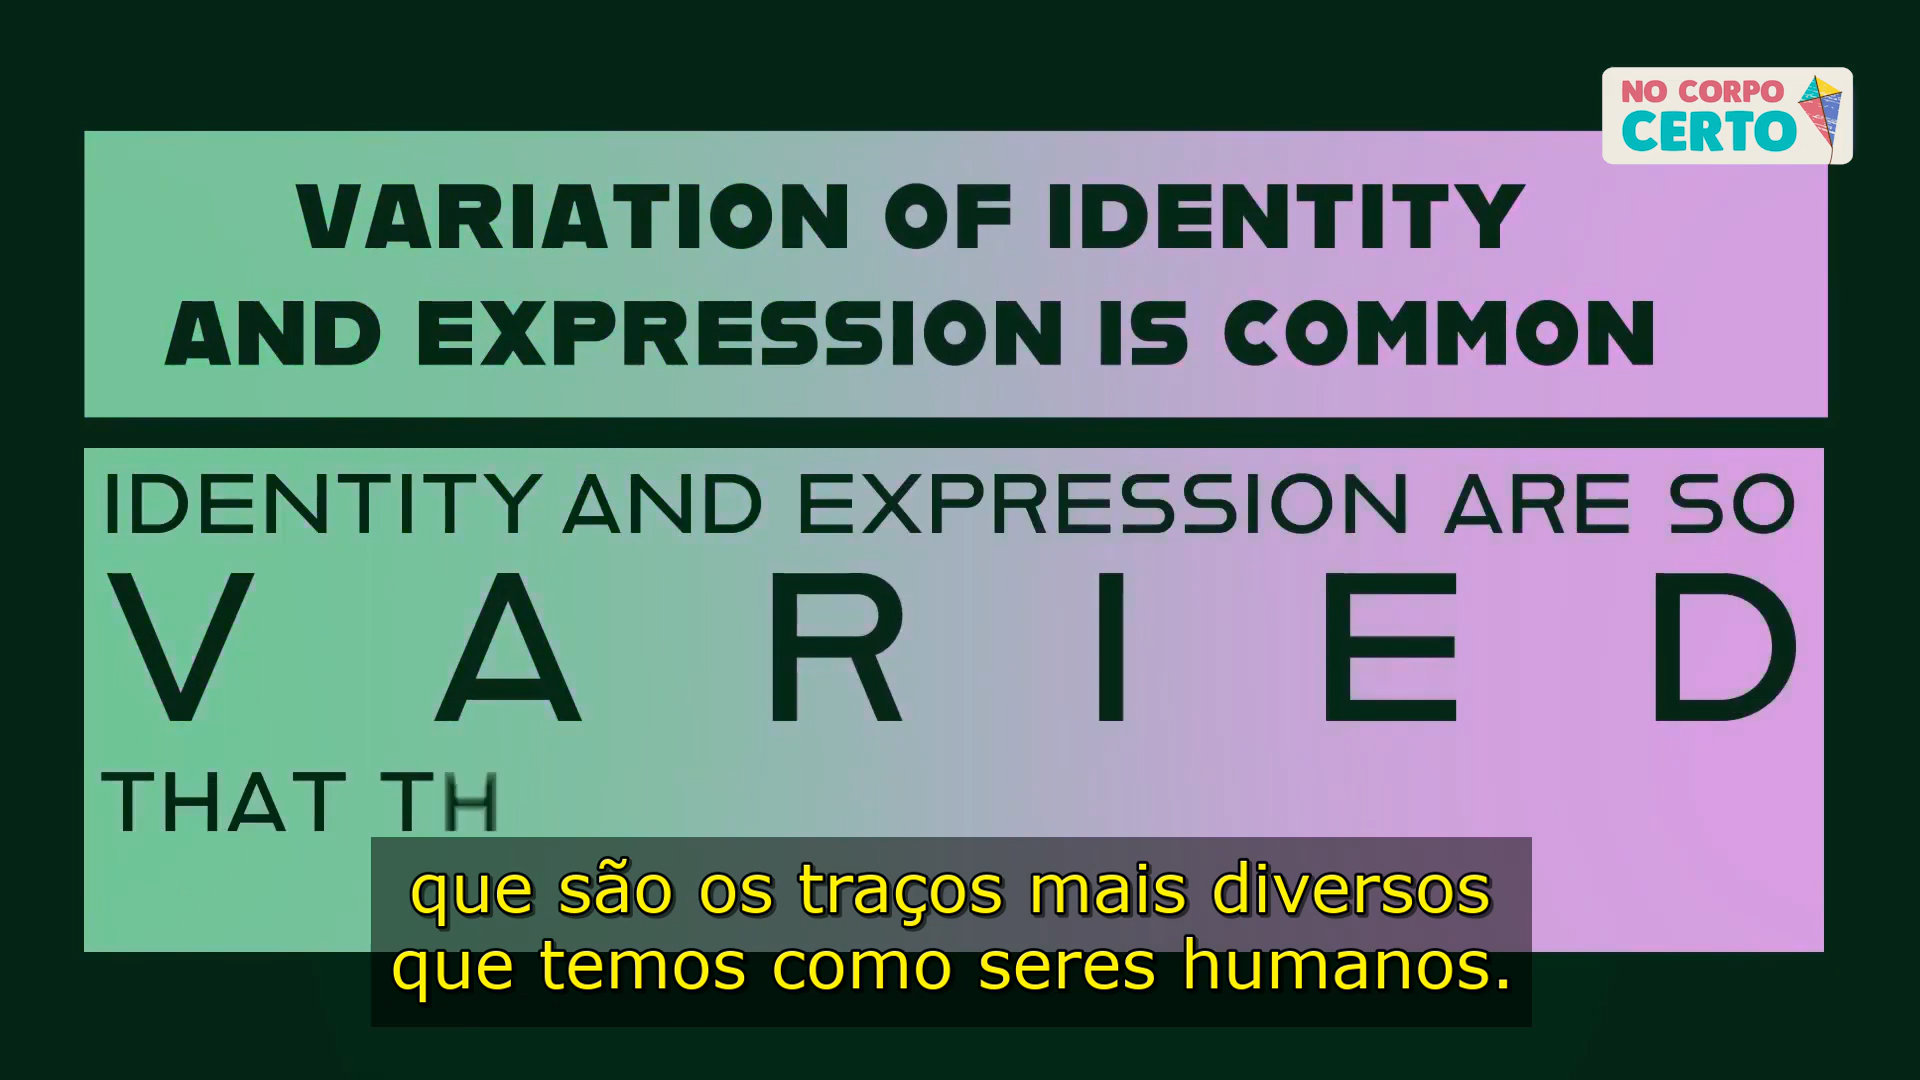 NO CORPO
CERTO
VARIATION OF IDENTITY
AND EXPRESSION IS COMMON
IDENTITY AND EXPRESSION ARE SO
VARIED
THAT TH
que são os traços mais diversos
que temos como seres humanos.